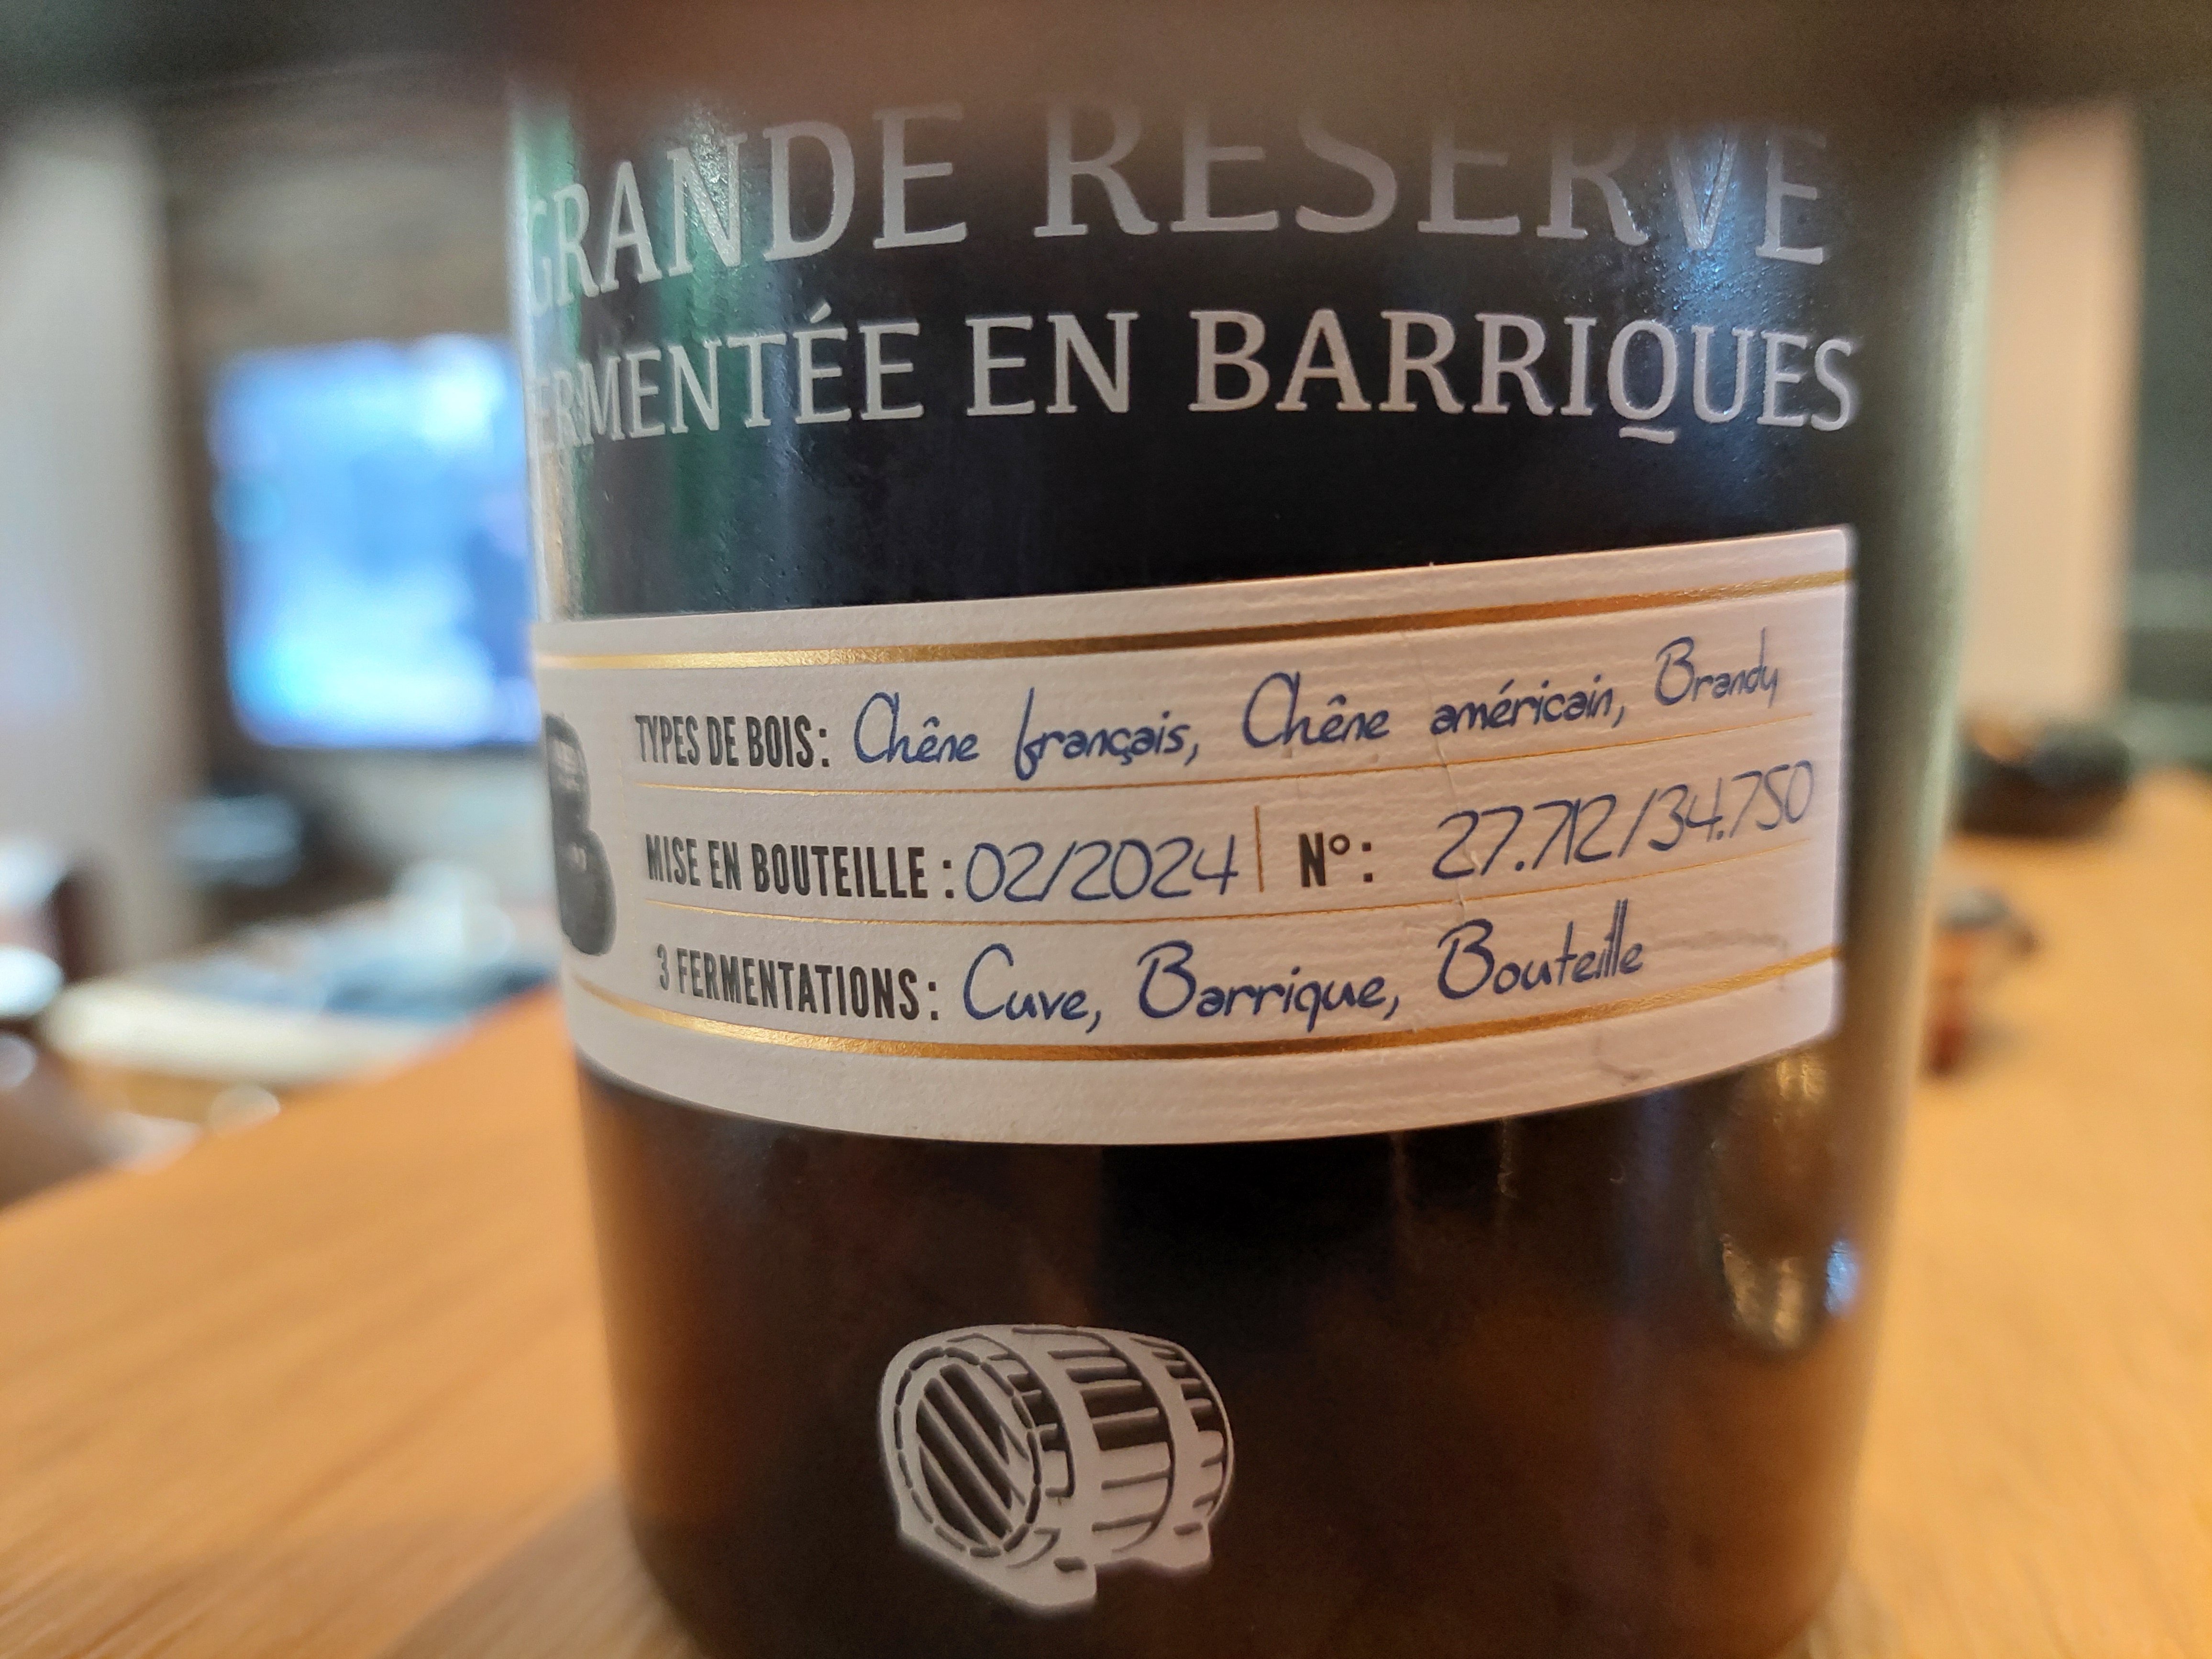 GRANDE RESERVE
FERMENTÉE EN BARRIQUES
B
TYPES DE BOIS: Chêne français, Chêne américain, Brandy
MISE EN BOUTEILLE: 02/2024 | N°: 27.712/34.750
3 FERMENTATIONS: Cuve, Barrique, Bouteille